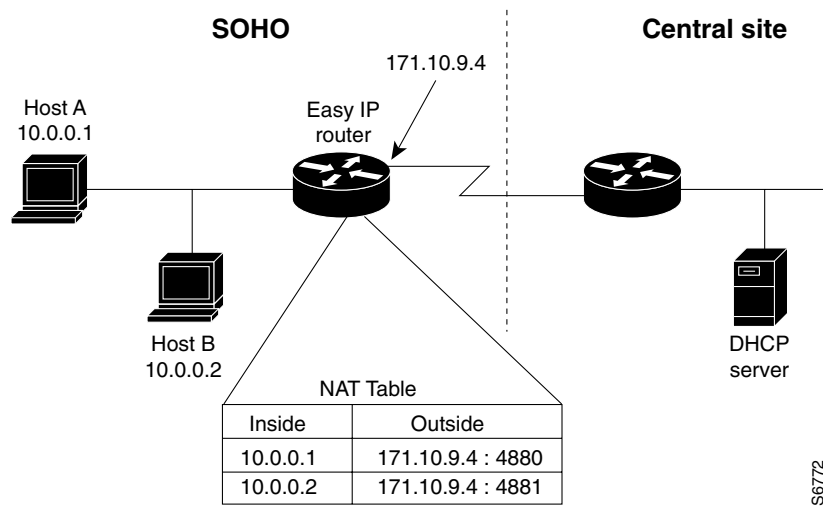 SOHO
Central site
171.10.9.4
Host A
10.0.0.1
Easy IP
router
Host B
10.0.0.2
DHCP
server
NAT Table
Inside Outside
10.0.0.1 171.10.9.4 : 4880
10.0.0.2 171.10.9.4 : 4881
S6772